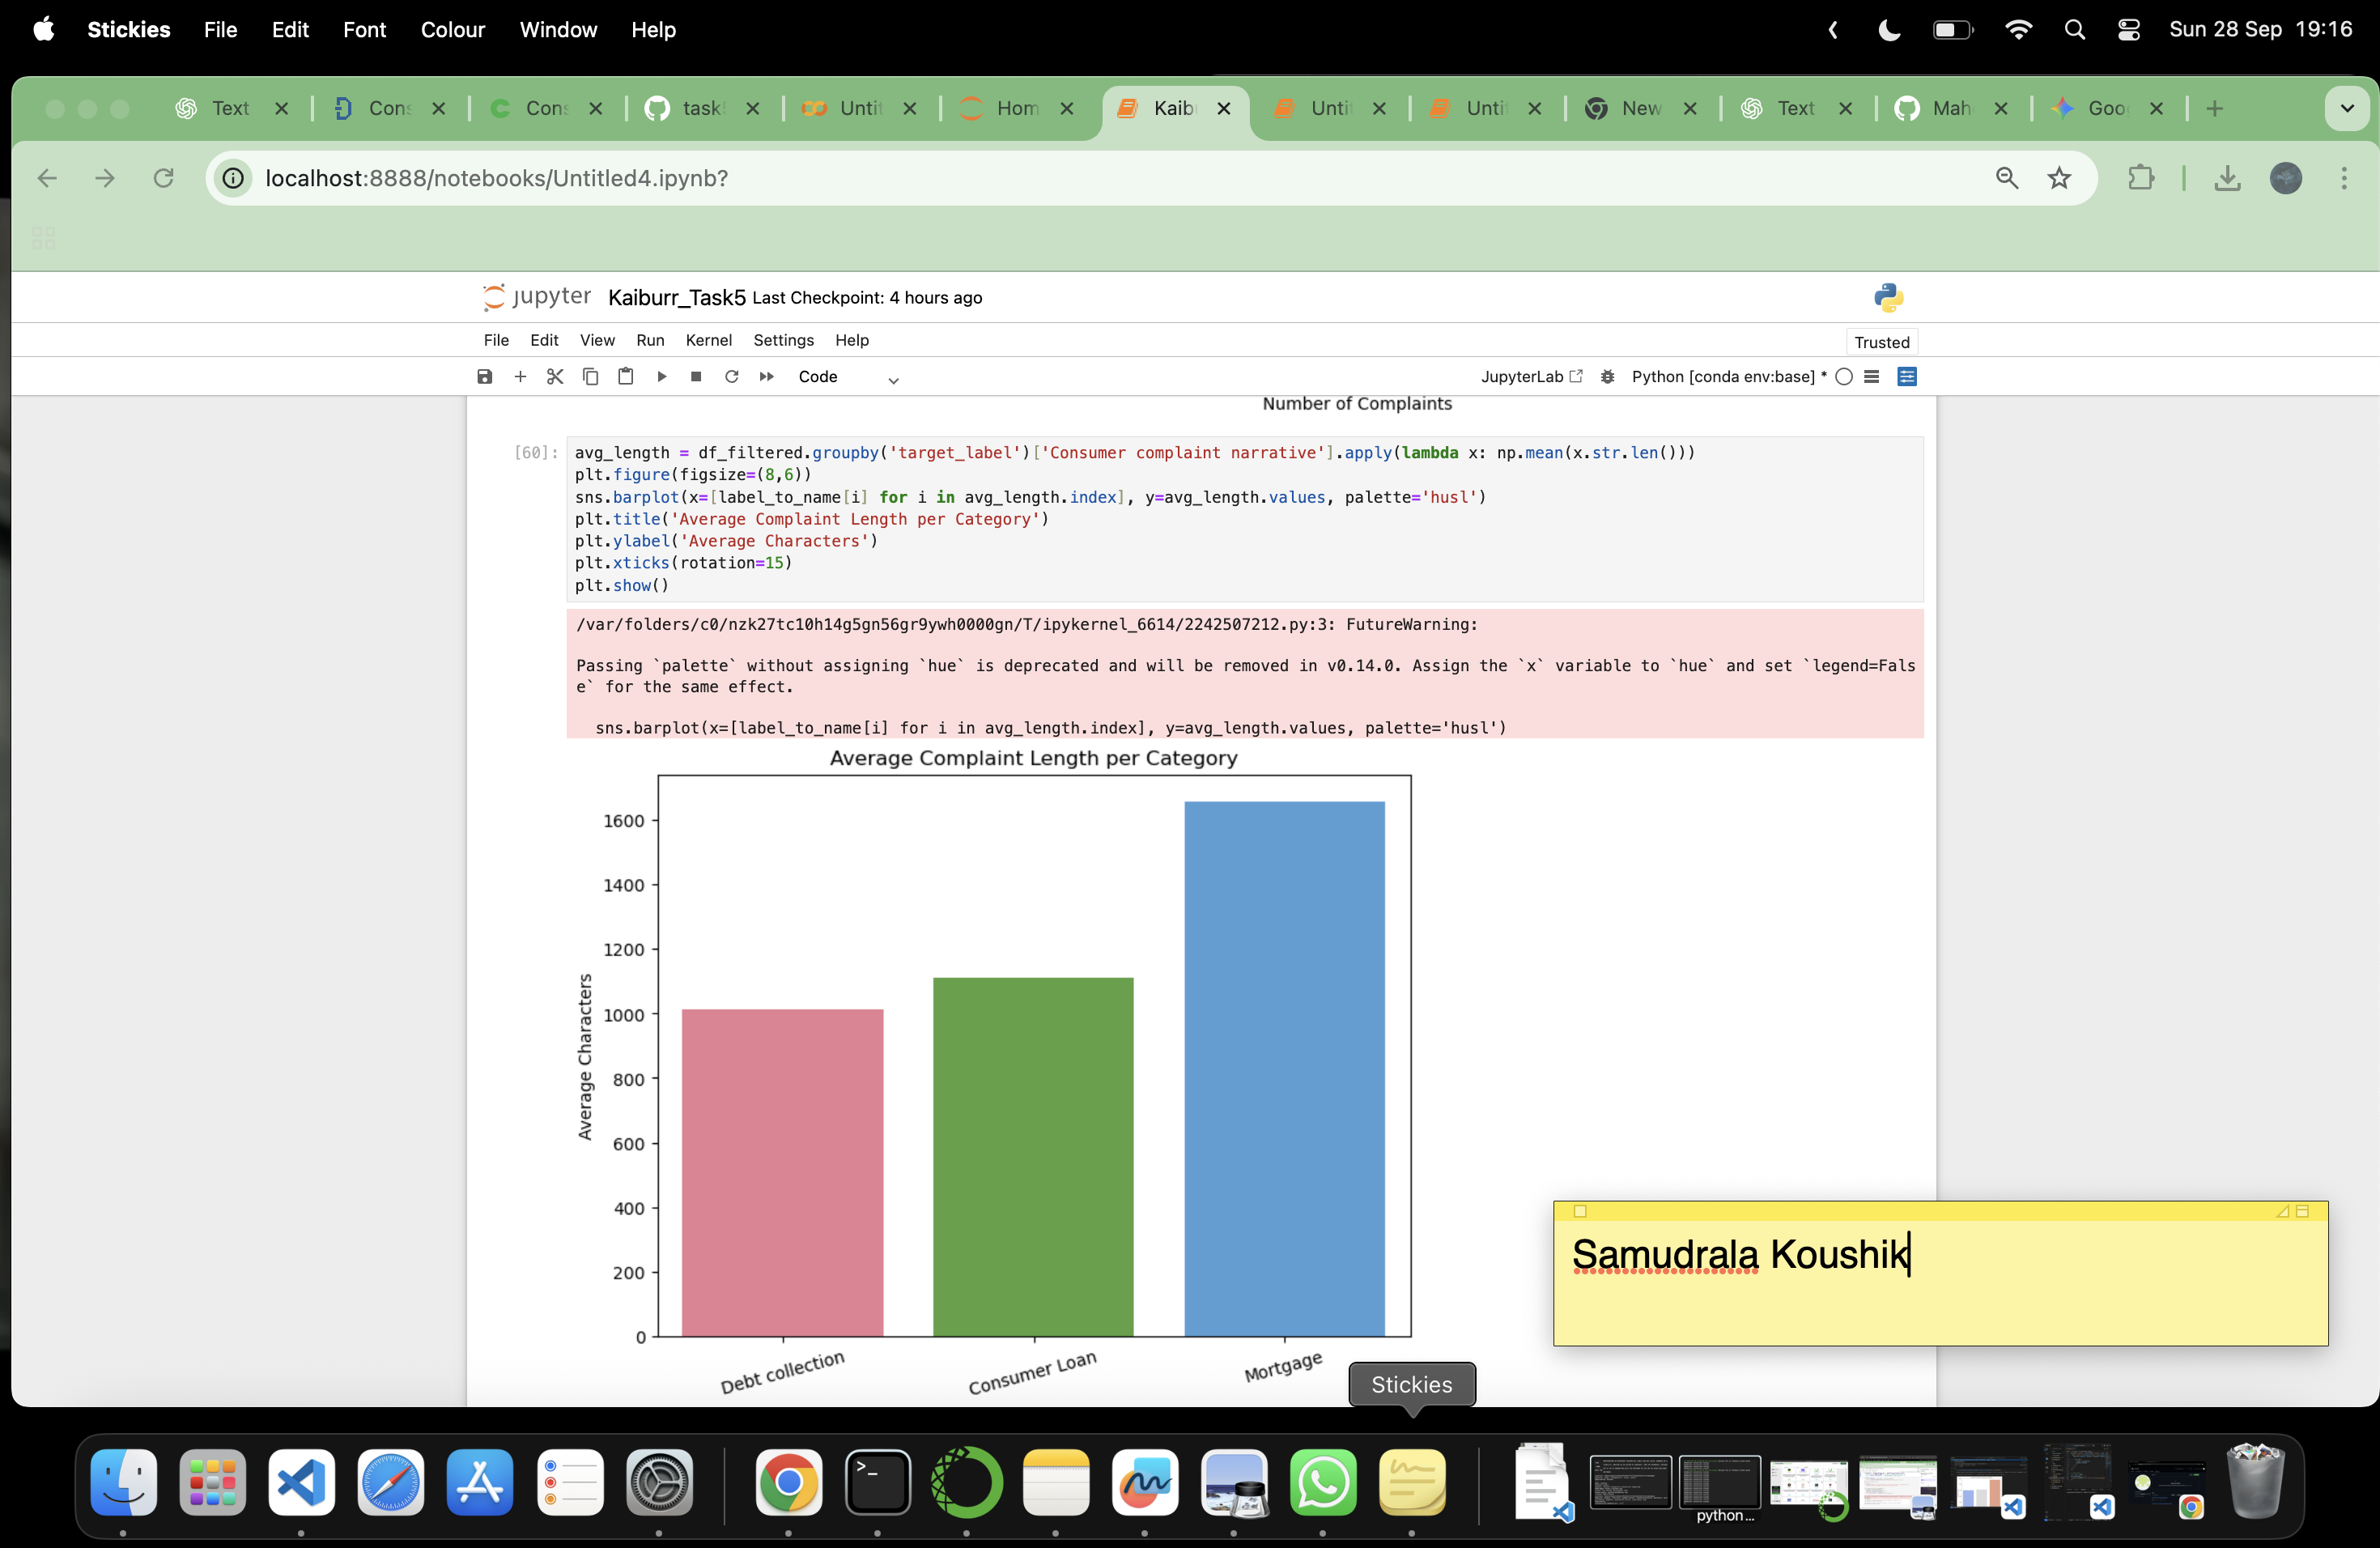 Stickies File Edit Font Colour Window Help Sun 28 Sep 19:16
Text Cons Cons task Untit Hom Kaib Untit Untit New Text Mah Goo
localhost:8888/notebooks/Untitled4.ipynb?
jupyter Kaiburr_Task5 Last Checkpoint: 4 hours ago
File Edit View Run Kernel Settings Help Trusted
Code JupyterLab Python [conda env:base] *
Number of Complaints
[60]: avg_length = df_filtered.groupby('target_label')['Consumer complaint narrative'].apply(lambda x: np.mean(x.str.len()))
plt.figure(figsize=(8,6))
sns.barplot(x=[label_to_name[i] for i in avg_length.index], y=avg_length.values, palette='husl')
plt.title('Average Complaint Length per Category')
plt.ylabel('Average Characters')
plt.xticks(rotation=15)
plt.show()
/var/folders/c0/nzk27tc10h14g5gn56gr9ywh0000gn/T/ipykernel_6614/2242507212.py:3: FutureWarning:
Passing `palette` without assigning `hue` is deprecated and will be removed in v0.14.0. Assign the `x` variable to `hue` and set `legend=Fals
e` for the same effect.
sns.barplot(x=[label_to_name[i] for i in avg_length.index], y=avg_length.values, palette='husl')
Average Complaint Length per Category
1600
1400
1200
1000
800
600
400
200
0
Average Characters
Debt collection Consumer Loan Mortgage
Samudrala Koushik
Stickies
python...